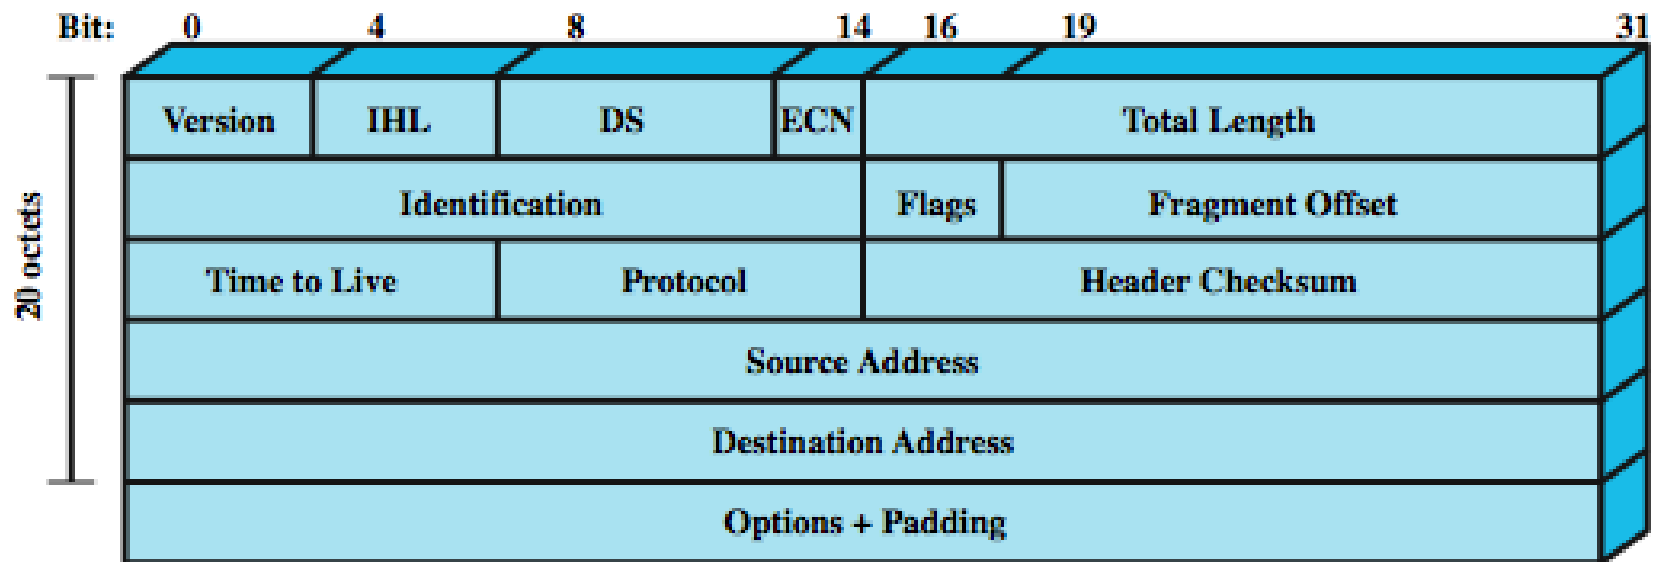 Bit: 0 4 8 14 16 19 31
Version IHL DS ECN Total Length
Identification Flags Fragment Offset
Time to Live Protocol Header Checksum
Source Address
Destination Address
Options + Padding
20 octets